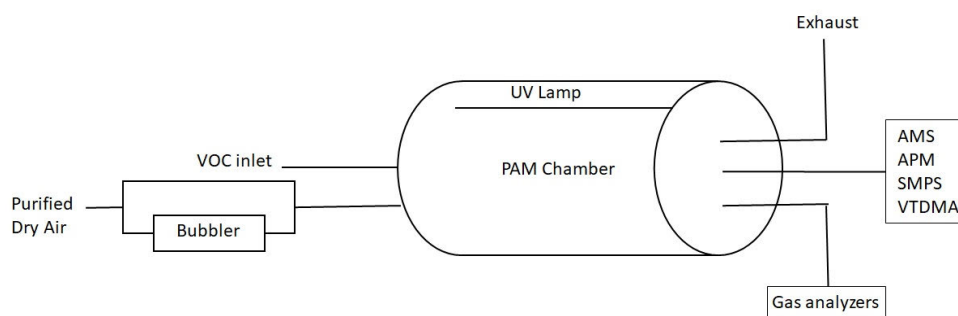 Exhaust
UV Lamp
AMS
APM
SMPS
VTDMA
VOC inlet
PAM Chamber
Purified
Dry Air
Bubbler
Gas analyzers